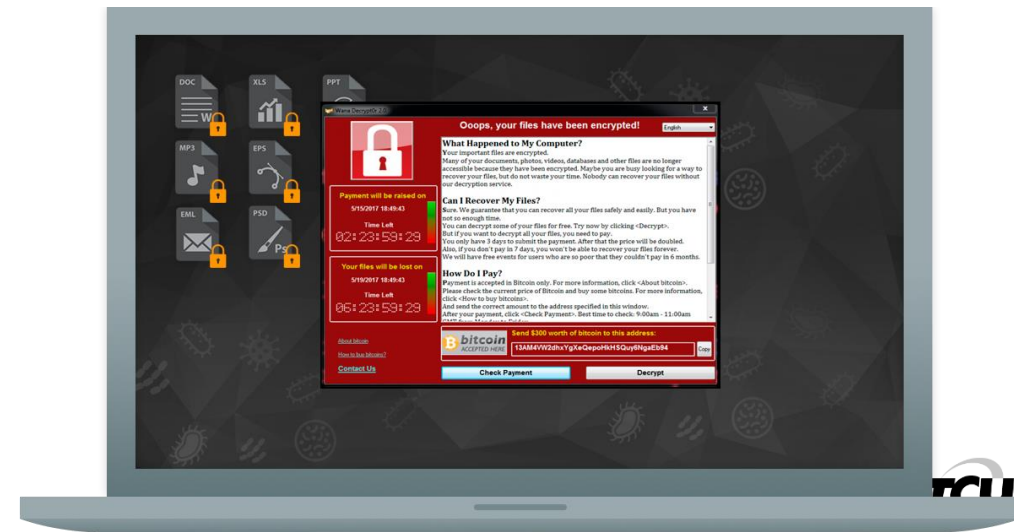 DOC
XLS
PPT
W
MP3
EPS
EML
PSD
Ps
Wana Decrypt0r 2.0
Ooops, your files have been encrypted!
English
Payment will be raised on
5/15/2017 18:49:43
Time Left
02:23:59:29
Your files will be lost on
5/19/2017 18:49:43
Time Left
06:23:59:29
About bitcoin
How to buy bitcoins?
Contact Us
What Happened to My Computer?
Your important files are encrypted.
Many of your documents, photos, videos, databases and other files are no longer
accessible because they have been encrypted. Maybe you are busy looking for a way to
recover your files, but do not waste your time. Nobody can recover your files without
our decryption service.
Can I Recover My Files?
Sure. We guarantee that you can recover all your files safely and easily. But you have
not so enough time.
You can decrypt some of your files for free. Try now by clicking <Decrypt>.
But if you want to decrypt all your files, you need to pay.
You only have 3 days to submit the payment. After that the price will be doubled.
Also, if you don't pay in 7 days, you won't be able to recover your files forever.
We will have free events for users who are so poor that they couldn't pay in 6 months.
How Do I Pay?
Payment is accepted in Bitcoin only. For more information, click <About bitcoin>.
Please check the current price of Bitcoin and buy some bitcoins. For more information,
click <How to buy bitcoins>.
And send the correct amount to the address specified in this window.
After your payment, click <Check Payment>. Best time to check: 9:00am - 11:00am
GMT from Monday to Friday.
bitcoin
ACCEPTED HERE
Send $300 worth of bitcoin to this address:
13AM4VW2dhxYgXeQepoHkHSQuy6NgaEb94
Copy
Check Payment
Decrypt
TCU